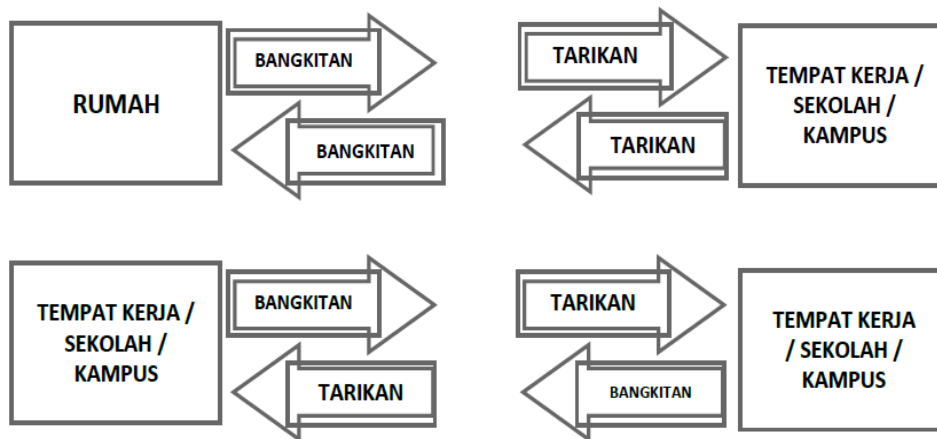 RUMAH
BANGKITAN
BANGKITAN
TARIKAN
TARIKAN
TEMPAT KERJA /
SEKOLAH /
KAMPUS
TEMPAT KERJA /
SEKOLAH /
KAMPUS
BANGKITAN
TARIKAN
TARIKAN
BANGKITAN
TEMPAT KERJA
/ SEKOLAH /
KAMPUS